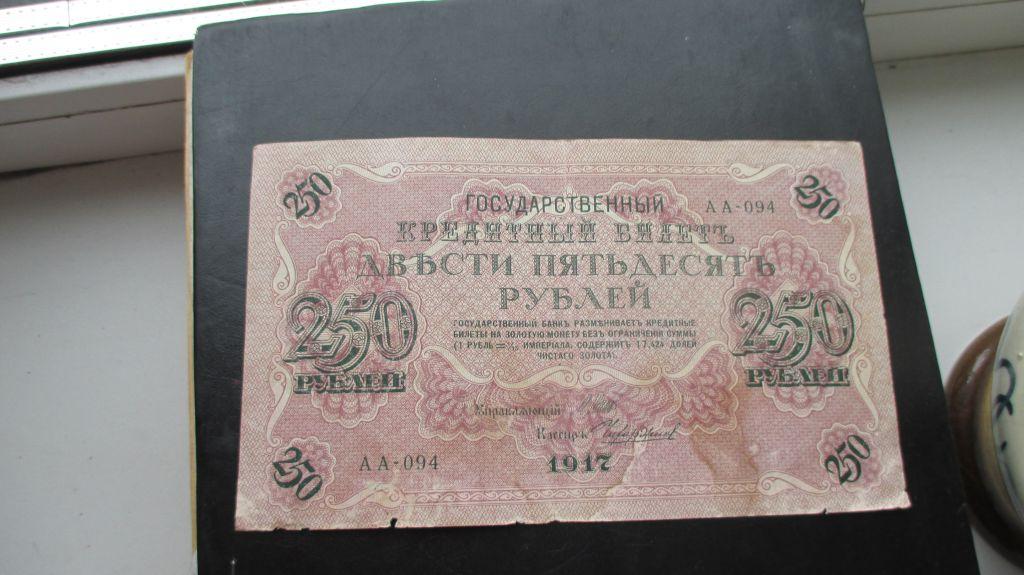 250
250
ГОСУДАРСТВЕННЫЙ
АА-094
КРЕДИТНЫЙ БИЛЕТЪ
ДВѢСТИ ПЯТЬДЕСЯТЪ
РУБЛЕЙ
250
РУБЛЕЙ
250
РУБЛЕЙ
ГОСУДАРСТВЕННЫЙ БАНКЪ РАЗМѢНИВАЕТЪ КРЕДИТНЫЕ
БИЛЕТЫ НА ЗОЛОТУЮ МОНЕТУ БЕЗЪ ОГРАНИЧЕНІЯ СУММЫ
(1 РУБЛЬ = 1/15 ИМПЕРІАЛА, СОДЕРЖИТЪ 17,424 ДОЛЕЙ
ЧИСТАГО ЗОЛОТА).
Управляющій
Кассиръ
250
АА-094
1917
250